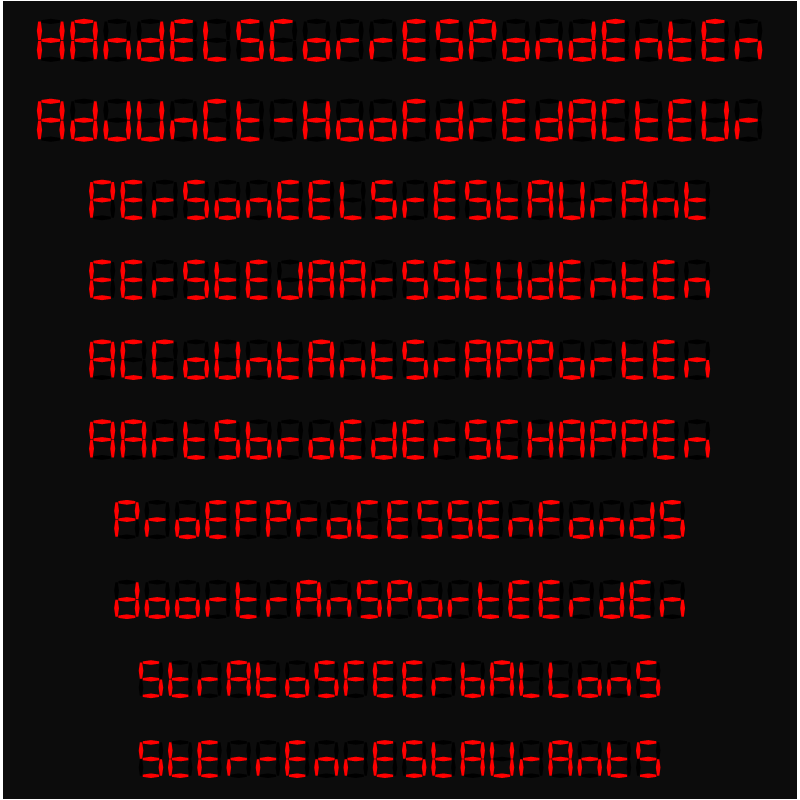 HAndELSCorrESPondEntEn
AdJUnCt-HooFdrEdACtEUr
PErSonEELSrEStAUrAnt
EErStEJAArSStUdEntEn
ACCoUntAntSrAPPortEn
AArtSbroEdErSCHAPPEn
ProEFProCESSEnFondS
doortrAnSPortEErdEn
StrAtoSFEErbALLonS
StErrEnrEStAUrAntS